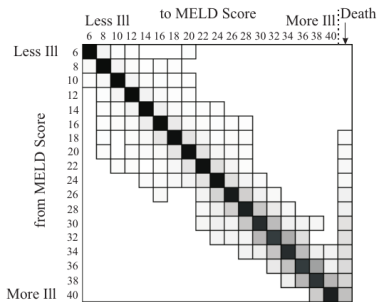 to MELD Score
Less Ill
More Ill
Death
6 8 10 12 13 14 16 18 20 22 24 26 28 30 32 34 36 38 40
from MELD Score
Less Ill
6
8
10
12
14
16
18
20
22
24
26
28
30
32
34
36
38
40
More Ill